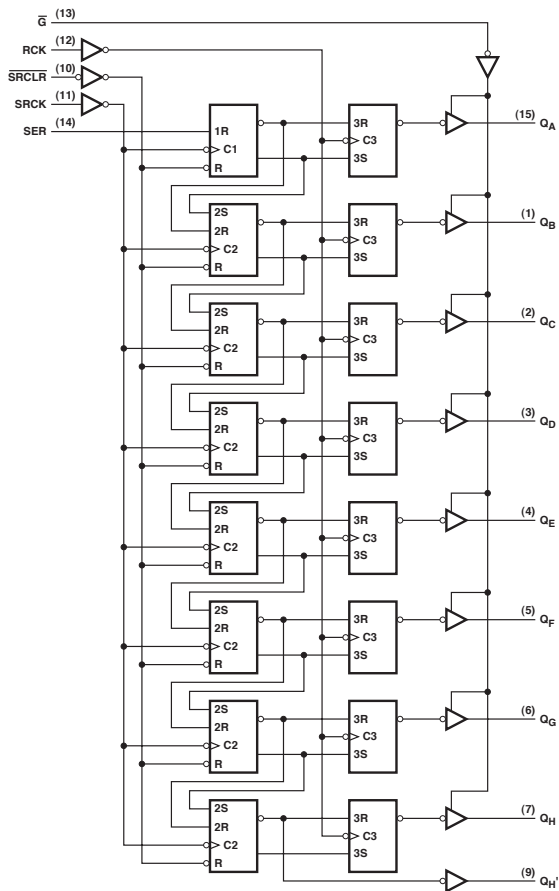 G (13)
RCK (12)
SRCLR (10)
SRCK (11)
SER (14)
1R
C1
R
3R
C3
3S
(15) QA
2S
2R
C2
R
3R
C3
3S
(1) QB
2S
2R
C2
R
3R
C3
3S
(2) QC
2S
2R
C2
R
3R
C3
3S
(3) QD
2S
2R
C2
R
3R
C3
3S
(4) QE
2S
2R
C2
R
3R
C3
3S
(5) QF
2S
2R
C2
R
3R
C3
3S
(6) QG
2S
2R
C2
R
3R
C3
3S
(7) QH
(9) QH'